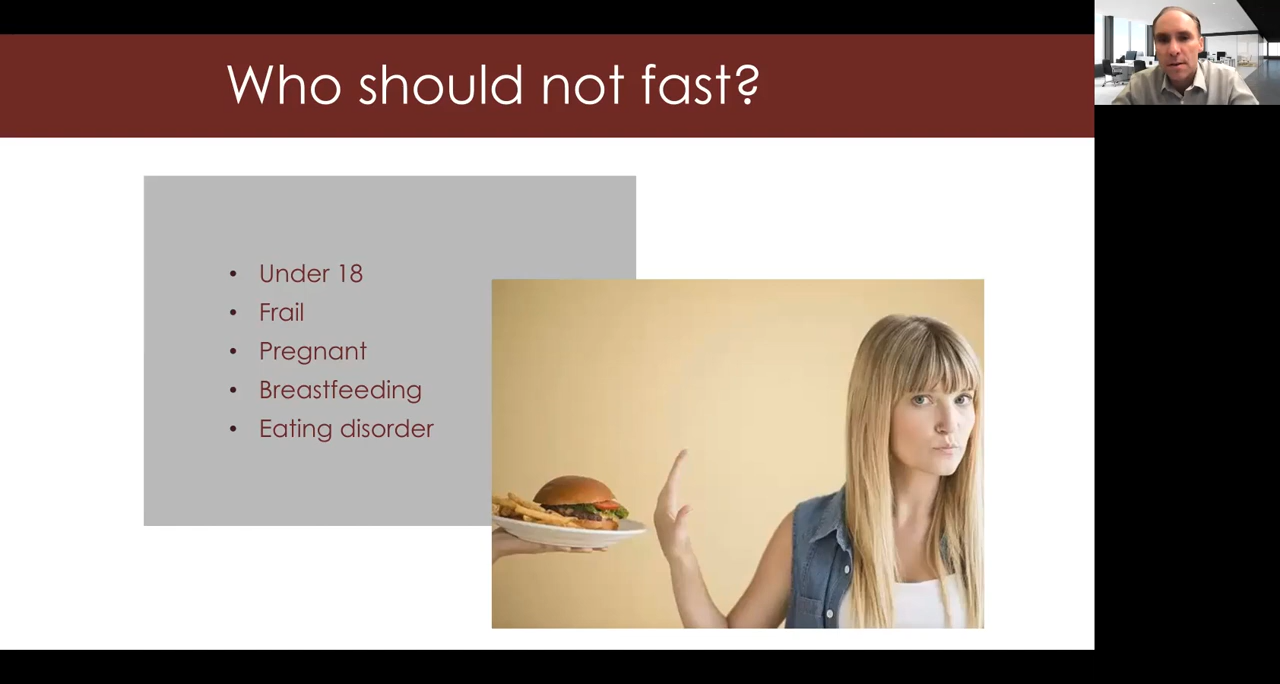 Who should not fast?
• Under 18
• Frail
• Pregnant
• Breastfeeding
• Eating disorder